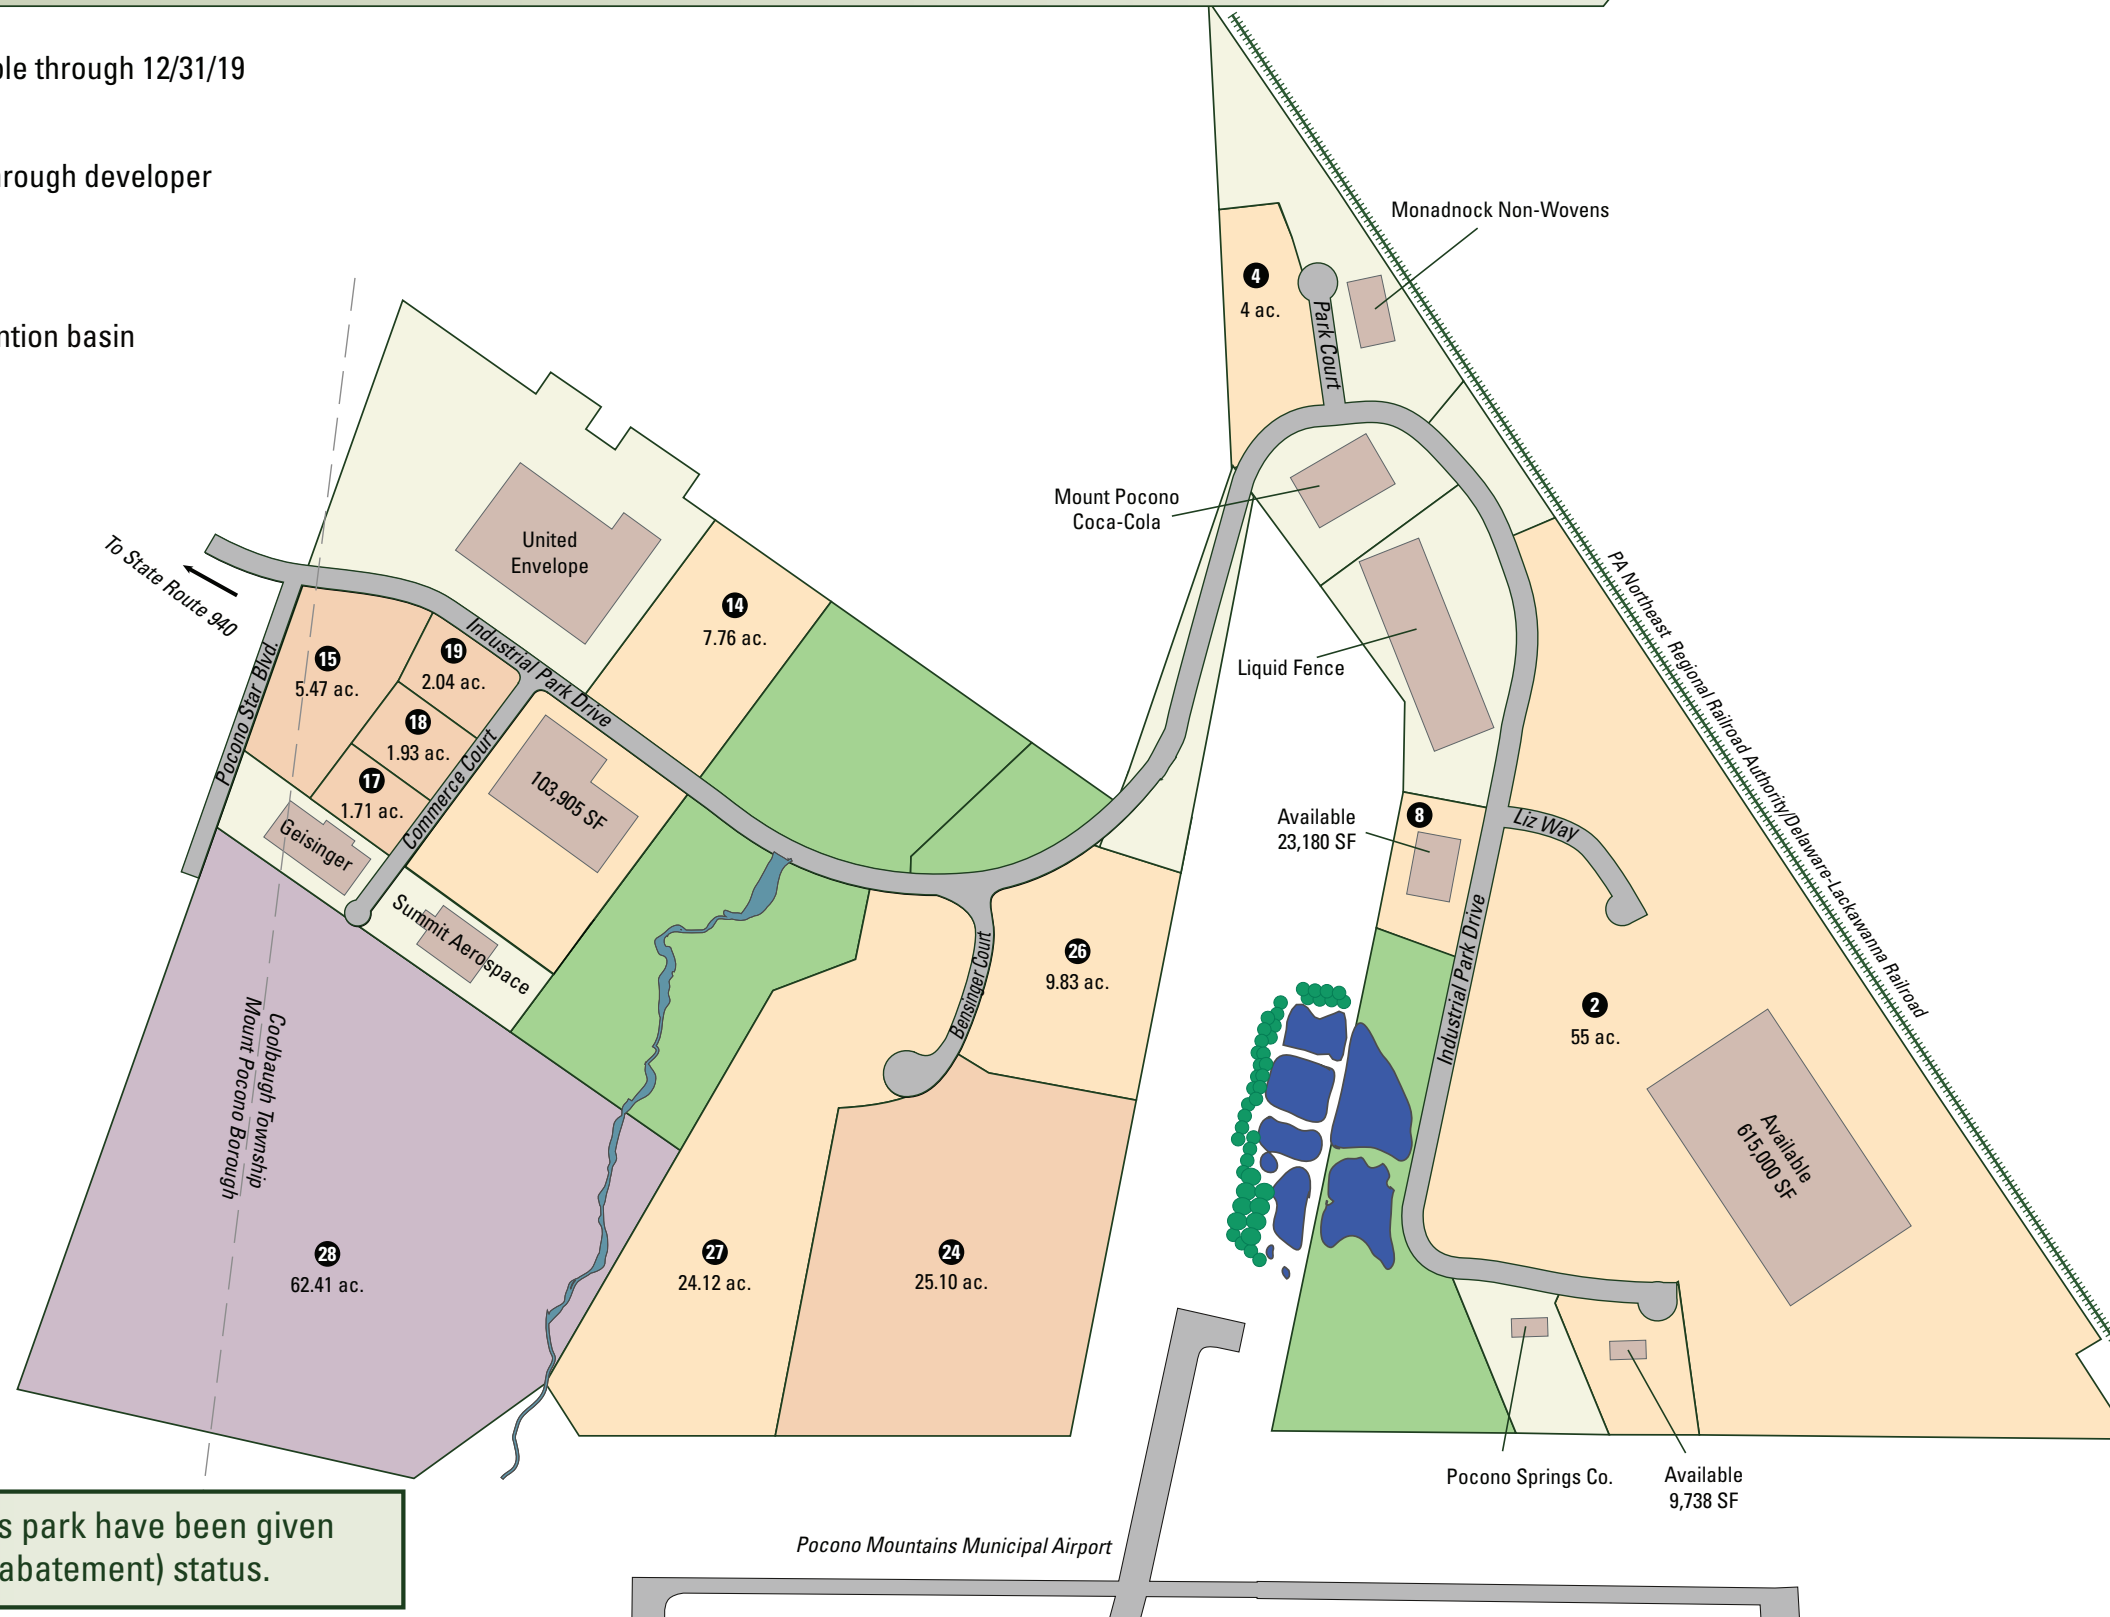 ole through 12/31/19
hrough developer
ntion basin
Monadnock Non-Wovens
4
4 ac.
Park Court
Mount Pocono
Coca-Cola
United
Envelope
To State Route 940
14
7.76 ac.
15
5.47 ac.
19
2.04 ac.
18
1.93 ac.
17
1.71 ac.
Industrial Park Drive
Pocono Star Blvd.
Commerce Court
103,905 SF
Geisinger
Summit Aerospace
Liquid Fence
PA Northeast Regional Railroad Authority/Delaware-Lackawanna Railroad
Available
23,180 SF
8
Liz Way
Industrial Park Drive
26
9.83 ac.
Bensinger Court
2
55 ac.
Available
615,000 SF
Coolbaugh Township
Mount Pocono Borough
28
62.41 ac.
27
24.12 ac.
24
25.10 ac.
Pocono Springs Co.
Available
9,738 SF
s park have been given
abatement) status.
Pocono Mountains Municipal Airport